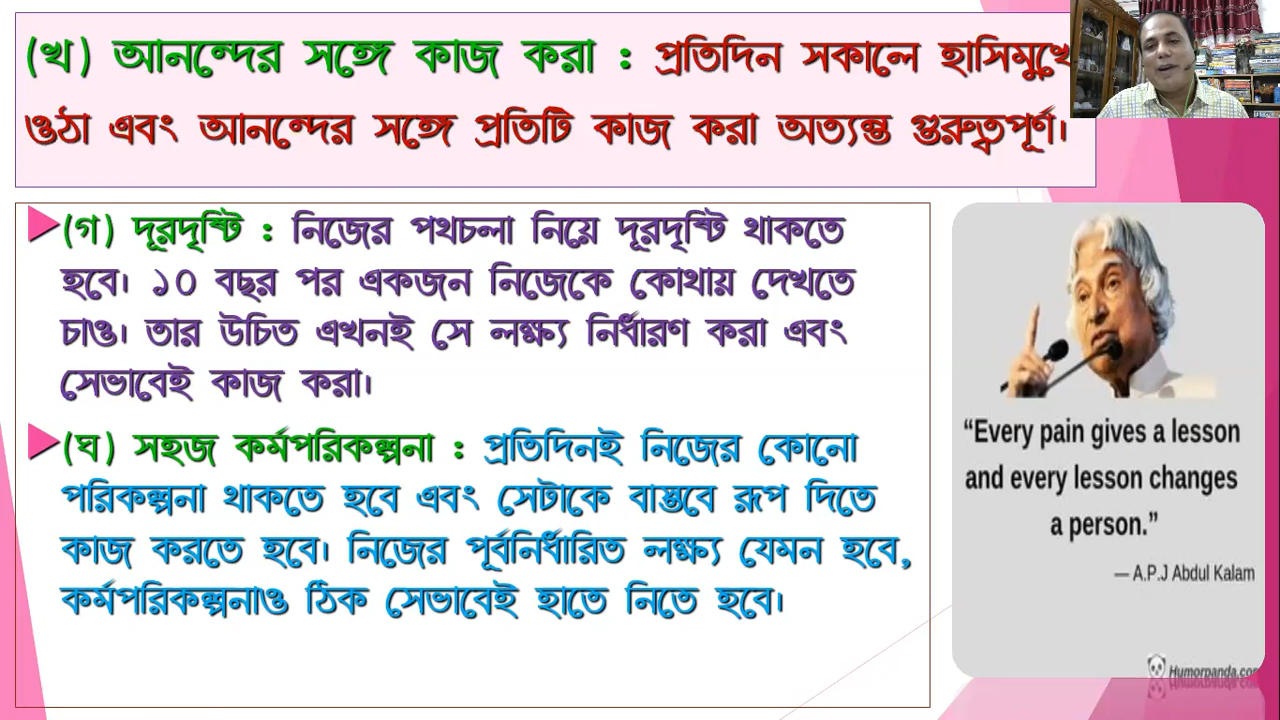 (খ) আনন্দের সঙ্গে কাজ করা : প্রতিদিন সকালে হাসিমুখে
ওঠা এবং আনন্দের সঙ্গে প্রতিটি কাজ করা অত্যন্ত গুরুত্বপূর্ণ।
(গ) দূরদৃষ্টি : নিজের পথচলা নিয়ে দূরদৃষ্টি থাকতে
হবে। ১০ বছর পর একজন নিজেকে কোথায় দেখতে
চাও। তার উচিত এখনই সে লক্ষ্য নির্ধারণ করা এবং
সেভাবেই কাজ করা।
(ঘ) সহজ কর্মপরিকল্পনা : প্রতিদিনই নিজের কোনো
পরিকল্পনা থাকতে হবে এবং সেটাকে বাস্তবে রূপ দিতে
কাজ করতে হবে। নিজের পূর্বনির্ধারিত লক্ষ্য যেমন হবে,
কর্মপরিকল্পনাও ঠিক সেভাবেই হাতে নিতে হবে।
“Every pain gives a lesson
and every lesson changes
a person.”
— A.P.J Abdul Kalam
Humorpanda.com